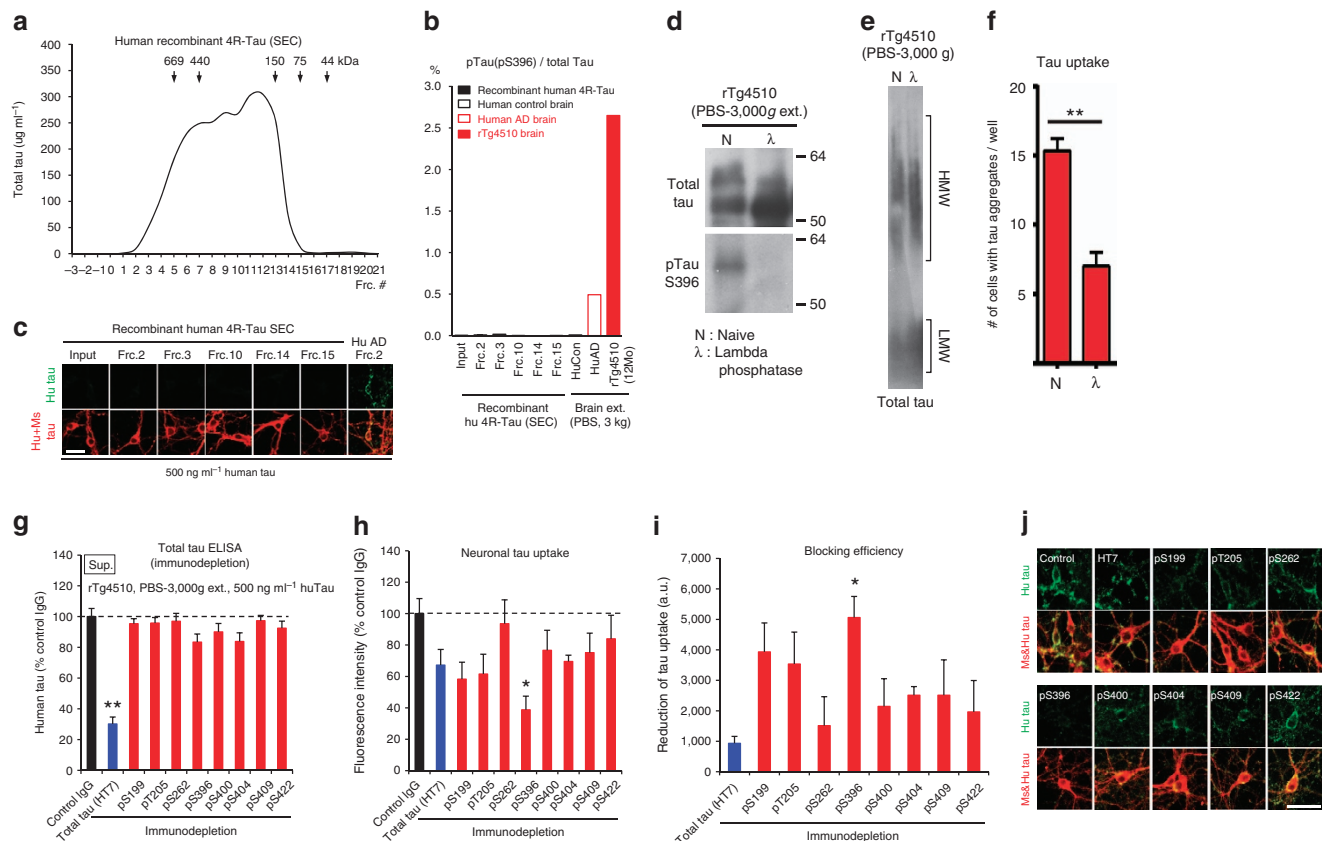 a
Human recombinant 4R-Tau (SEC)
669 440 150 75 44 kDa
Total tau (ug ml⁻¹)
400
350
300
250
200
150
100
50
0
–3 –2 –1 0 1 2 3 4 5 6 7 8 9 10 11 12 13 14 15 16 17 18 19 20 21
Frc. #
b
pTau(pS396) / total Tau
%
3.0
2.5
2.0
1.5
1.0
0.5
0.0
Recombinant human 4R-Tau
Human control brain
Human AD brain
rTg4510 brain
Input
Frc.2
Frc.3
Frc.10
Frc.14
Frc.15
HuCon
HuAD
rTg4510
(12Mo)
Recombinant
hu 4R-Tau (SEC)
Brain ext.
(PBS, 3 kg)
c
Recombinant human 4R-Tau SEC
Hu AD
Input Frc.2 Frc.3 Frc.10 Frc.14 Frc.15 Frc.2
Hu tau
Hu+Ms
tau
500 ng ml⁻¹ human tau
d
rTg4510
(PBS-3,000g ext.)
N λ
Total
tau
64
50
pTau
S396
64
50
N : Naive
λ : Lambda
phosphatase
e
rTg4510
(PBS-3,000 g)
N λ
HMW
LMW
Total tau
f
Tau uptake
# of cells with tau aggregates / well
20
15
10
5
**
N λ
g
Total tau ELISA
(immunodepletion)
Sup.
rTg4510, PBS-3,000g ext., 500 ng ml⁻¹ huTau
Human tau (% control IgG)
140
120
100
80
60
40
20
0
**
Control IgG
Total tau (HT7)
pS199
pT205
pS262
pS396
pS400
pS404
pS409
pS422
Immunodepletion
h
Neuronal tau uptake
Fluorescence intensity (% control IgG)
140
120
100
80
60
40
20
0
*
Control IgG
Total tau (HT7)
pS199
pT205
pS262
pS396
pS400
pS404
pS409
pS422
Immunodepletion
i
Blocking efficiency
Reduction of tau uptake (a.u.)
7,000
6,000
5,000
4,000
3,000
2,000
1,000
0
*
Total tau (HT7)
pS199
pT205
pS262
pS396
pS400
pS404
pS409
pS422
Immunodepletion
j
Control HT7 pS199 pT205 pS262
Hu tau
Ms&Hu tau
pS396 pS400 pS404 pS409 pS422
Hu tau
Ms&Hu tau